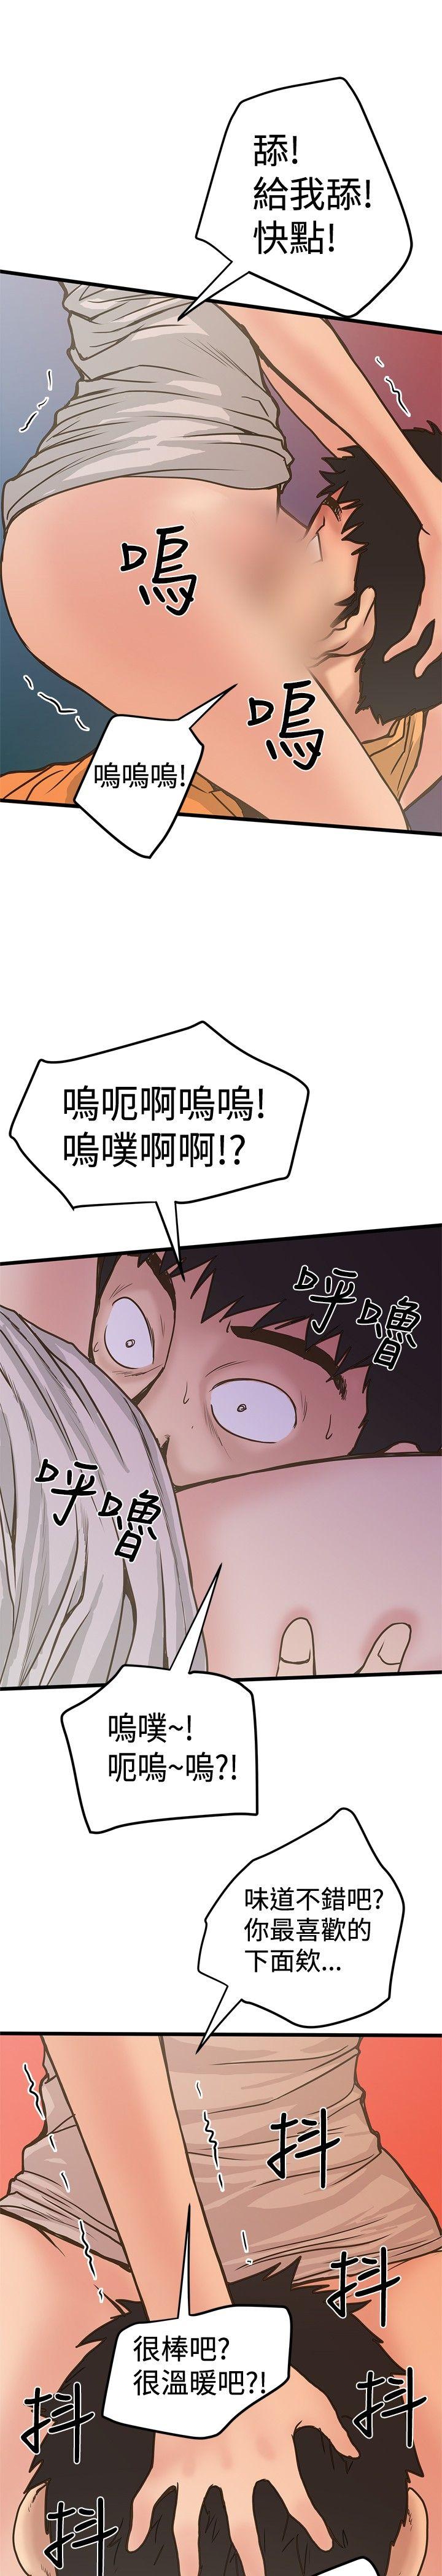 舔!
給我舔!
快點!
嗚
嗚
嗚嗚嗚!
嗚呃啊嗚嗚!
嗚噗啊啊!?
呼嚕
呼嚕
嗚噗~!
呃嗚~嗚?!
味道不錯吧?
你最喜歡的
下面欸...
抖
抖
很棒吧?
很溫暖吧?!
抖
抖
抖